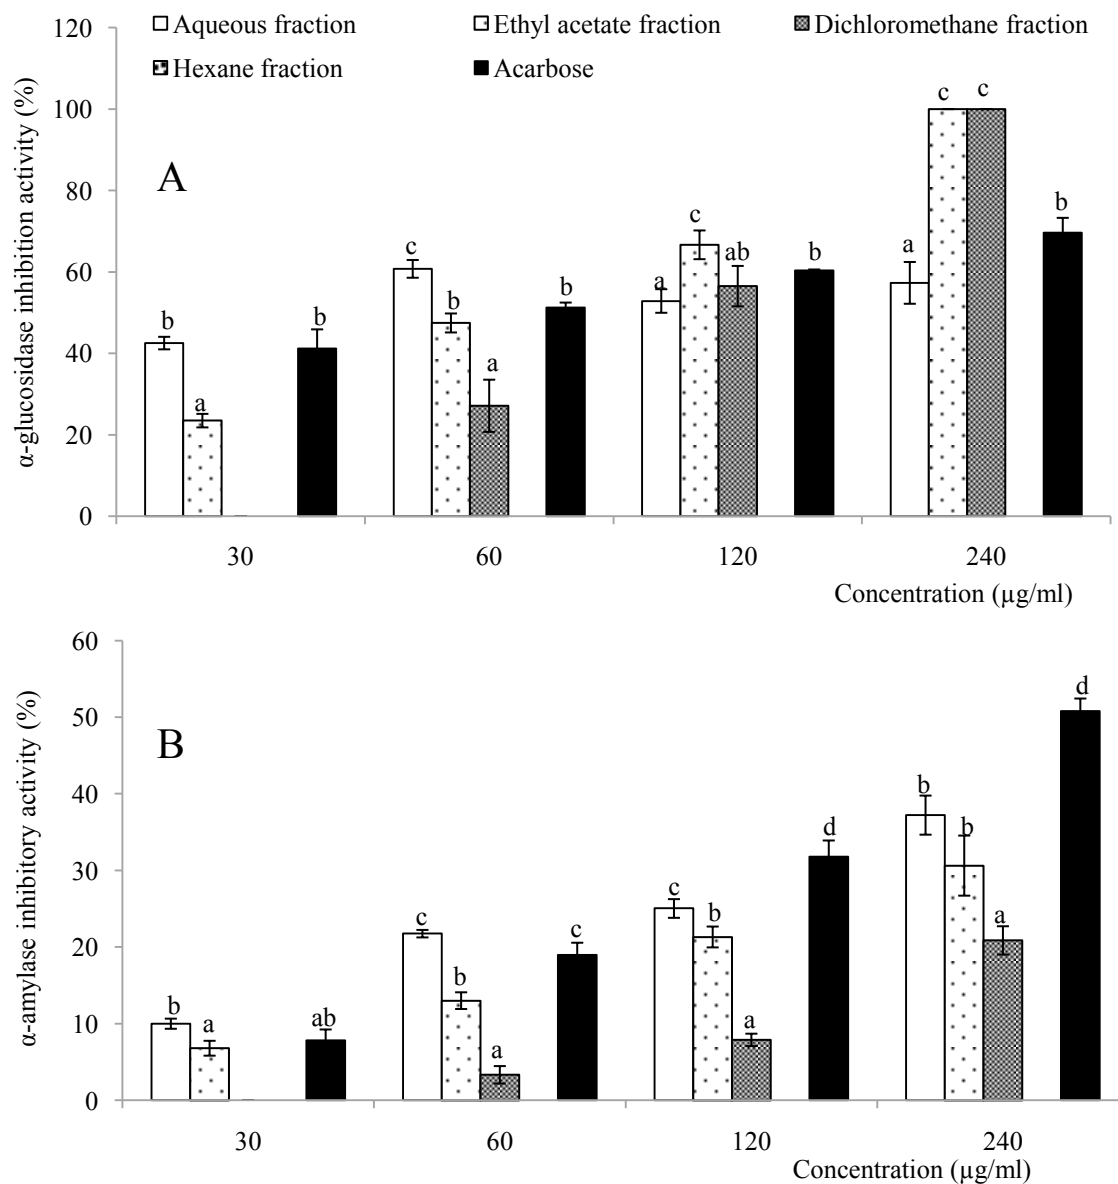 Aqueous fraction Ethyl acetate fraction Dichloromethane fraction
Hexane fraction Acarbose
α-glucosidase inhibition activity (%)
120
100
80
60
40
20
0
A
b
a
b
c
b
a
b
a
c
ab
b
a
c
c
b
30 60 120 240
Concentration (µg/ml)
α-amylase inhibitory activity (%)
60
50
40
30
20
10
0
B
b
a
ab
c
b
a
c
c
b
a
d
b
b
a
d
30 60 120 240
Concentration (µg/ml)